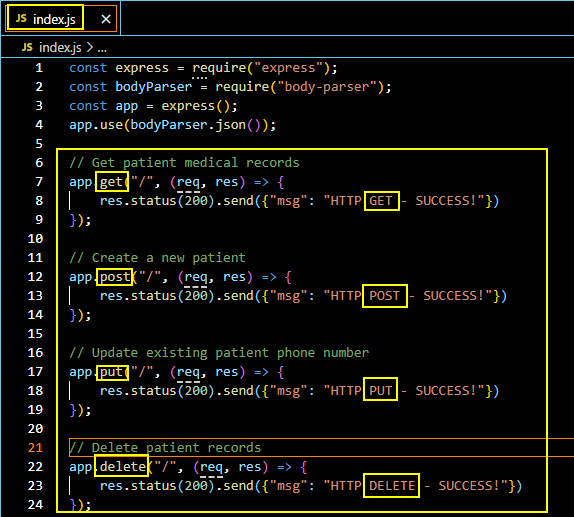 JS index.js ×
JS index.js > ...
1 const express = require("express");
2 const bodyParser = require("body-parser");
3 const app = express();
4 app.use(bodyParser.json());
5
6 // Get patient medical records
7 app.get("/", (req, res) => {
8 res.status(200).send({"msg": "HTTP GET - SUCCESS!"})
9 });
10
11 // Create a new patient
12 app.post("/", (req, res) => {
13 res.status(200).send({"msg": "HTTP POST - SUCCESS!"})
14 });
15
16 // Update existing patient phone number
17 app.put("/", (req, res) => {
18 res.status(200).send({"msg": "HTTP PUT - SUCCESS!"})
19 });
20
21 // Delete patient records
22 app.delete("/", (req, res) => {
23 res.status(200).send({"msg": "HTTP DELETE - SUCCESS!"})
24 });